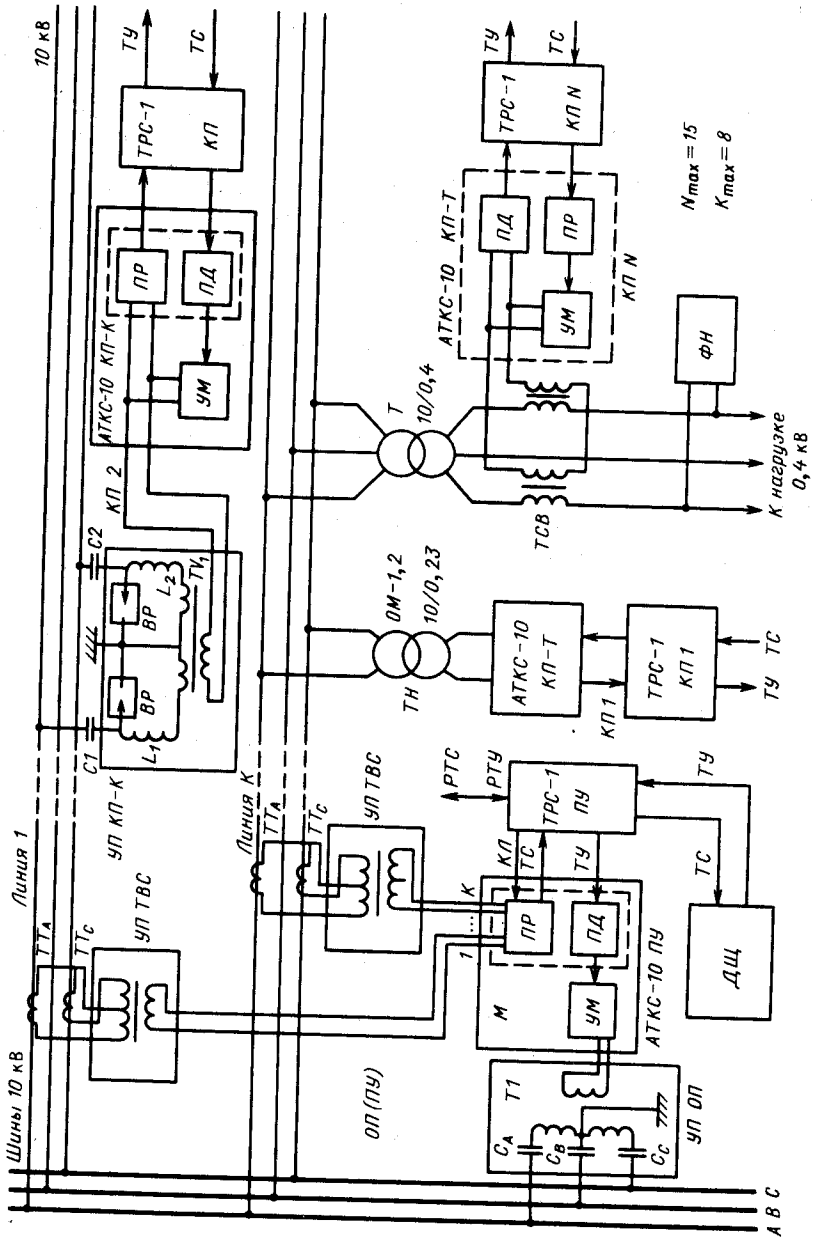 Шины 10 кВ
Линия 1
10 кВ
ТТА
ТТС
УП ТВС
УП КП-К
С1
С2
ВР
ВР
L1
L2
TV1
КП 2
АТКС-10 КП-К
ПР
ПД
УМ
ТРС-1
КП
ТУ
ТС
Линия К
ТТА
ТТС
УП ТВС
ОП (ПУ)
ТН
ОМ-1,2
10/0,23
АТКС-10
КП-Т
КП1
ТРС-1
КП1
ТУ
ТС
Т
10/0,4
ТСВ
К нагрузке
0,4 кВ
ФН
АТКС-10 КП-Т
ПД
ПР
УМ
КП N
ТРС-1
КП N
ТУ
ТС
Nmax=15
Kmax=8
А В С
СА
СВ
СС
Т1
УП ОП
М
1 ... К
ПР
ПД
УМ
АТКС-10 ПУ
КП
ТС
ТУ
РТС
РТУ
ТРС-1
ПУ
ТУ
ТС
ДЩ